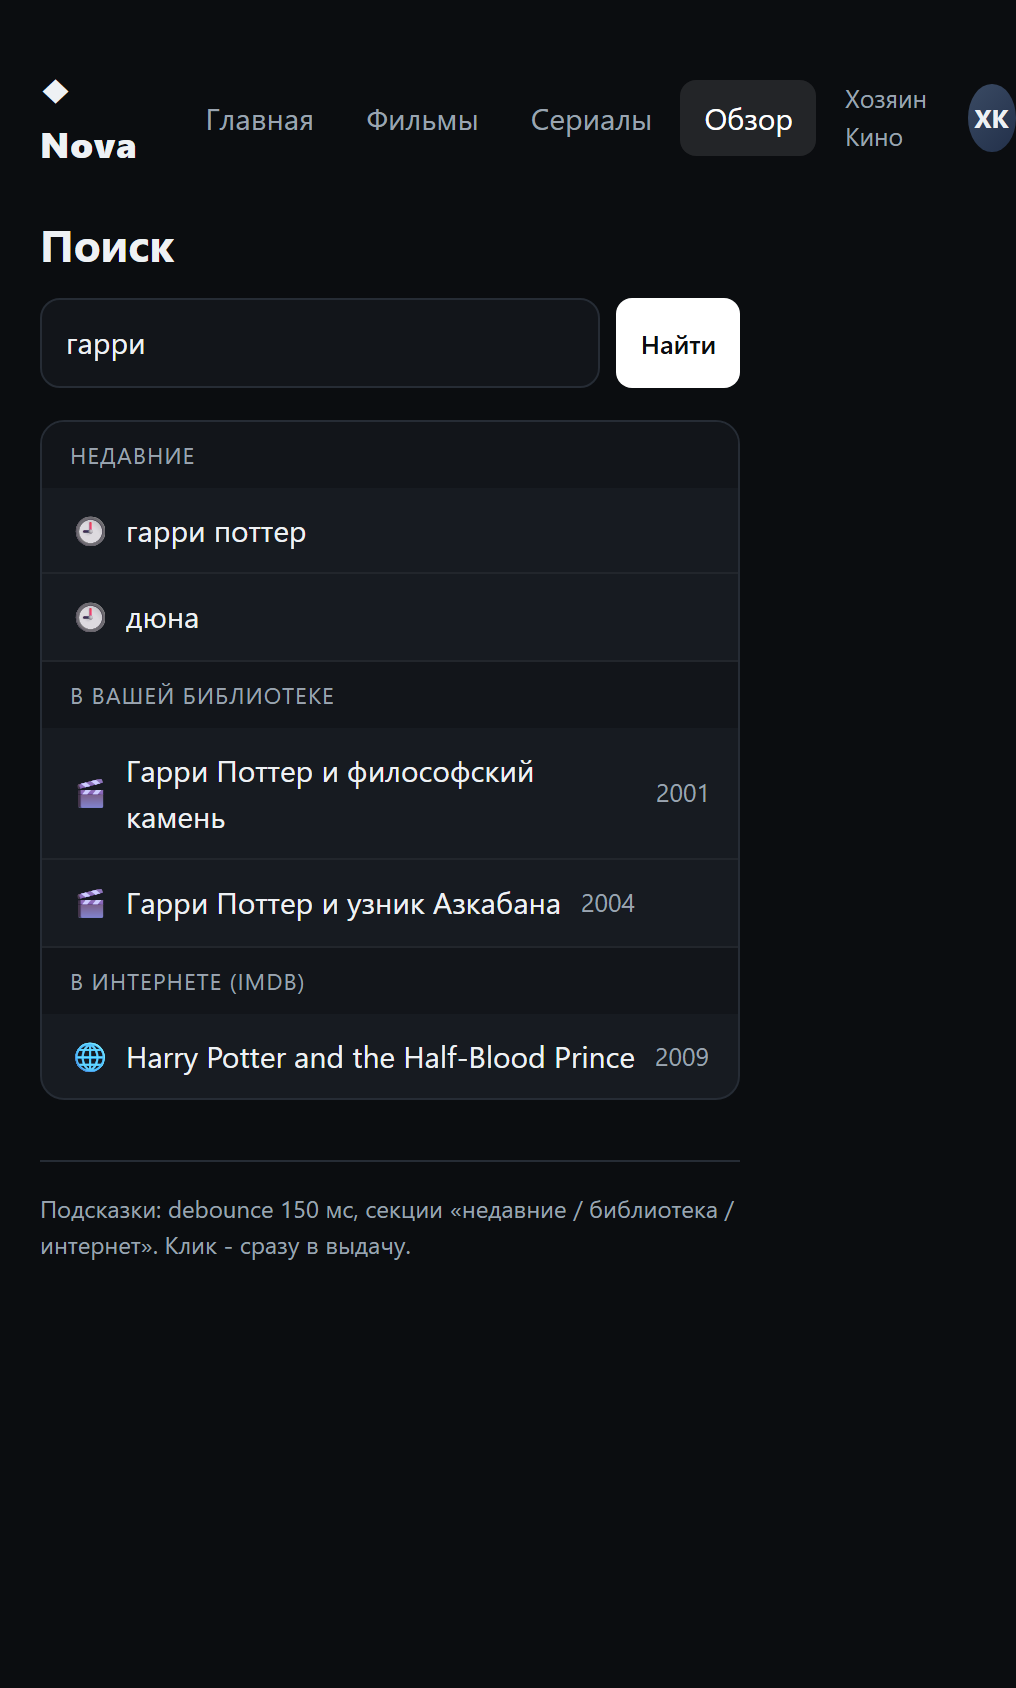 ◆
Nova
Главная Фильмы Сериалы Обзор
Хозяин
Кино
ХК
Поиск
гарри
Найти
НЕДАВНИЕ
гарри поттер
дюна
В ВАШЕЙ БИБЛИОТЕКЕ
Гарри Поттер и философский
камень
2001
Гарри Поттер и узник Азкабана 2004
В ИНТЕРНЕТЕ (IMDB)
Harry Potter and the Half-Blood Prince 2009
Подсказки: debounce 150 мс, секции «недавние / библиотека /
интернет». Клик - сразу в выдачу.